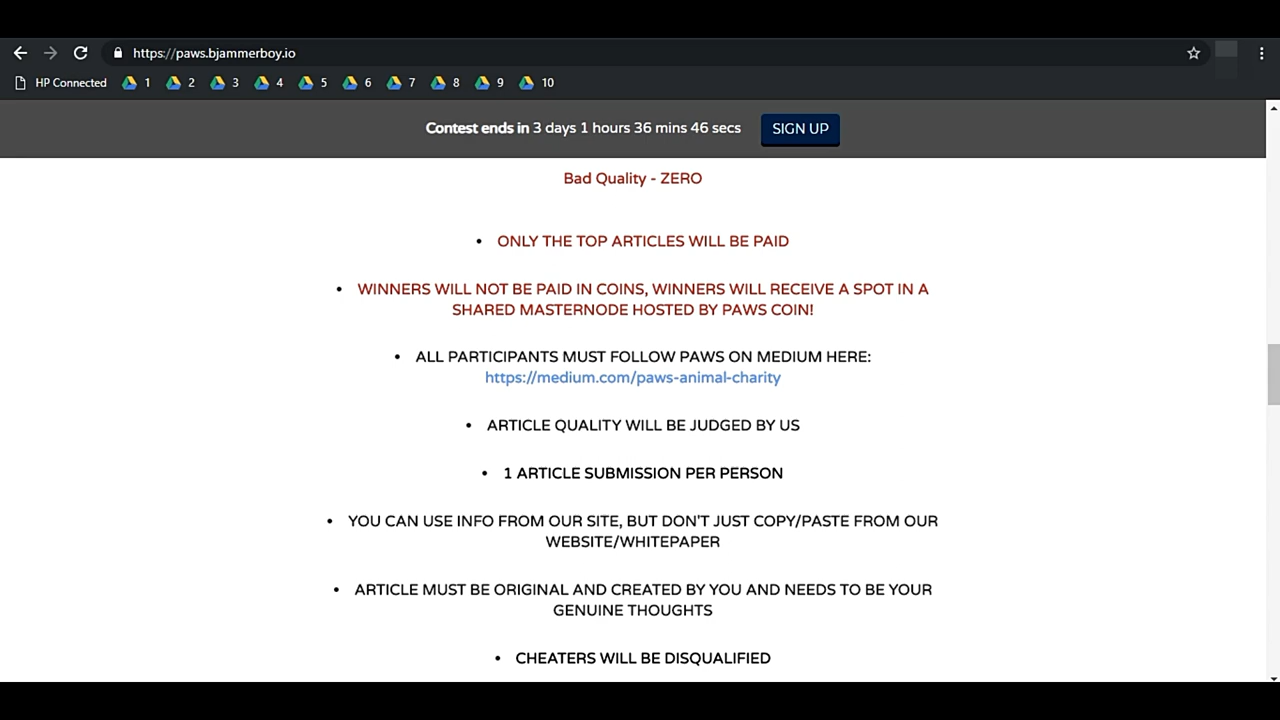 https://paws.bjammerboy.io
HP Connected 1 2 3 4 5 6 7 8 9 10
Contest ends in 3 days 1 hours 36 mins 46 secs SIGN UP
Bad Quality - ZERO
• ONLY THE TOP ARTICLES WILL BE PAID
• WINNERS WILL NOT BE PAID IN COINS, WINNERS WILL RECEIVE A SPOT IN A
SHARED MASTERNODE HOSTED BY PAWS COIN!
• ALL PARTICIPANTS MUST FOLLOW PAWS ON MEDIUM HERE:
https://medium.com/paws-animal-charity
• ARTICLE QUALITY WILL BE JUDGED BY US
• 1 ARTICLE SUBMISSION PER PERSON
• YOU CAN USE INFO FROM OUR SITE, BUT DON'T JUST COPY/PASTE FROM OUR
WEBSITE/WHITEPAPER
• ARTICLE MUST BE ORIGINAL AND CREATED BY YOU AND NEEDS TO BE YOUR
GENUINE THOUGHTS
• CHEATERS WILL BE DISQUALIFIED